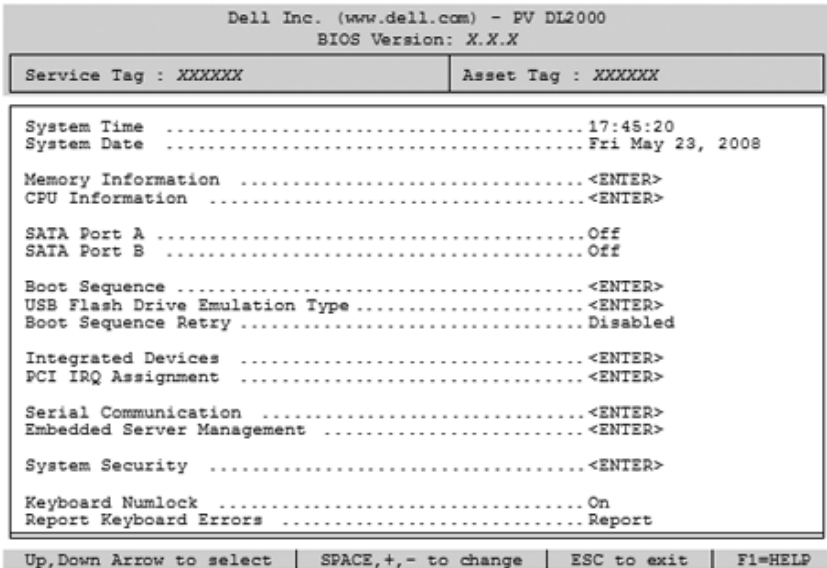 Dell Inc. (www.dell.com) - PV DL2000
BIOS Version: X.X.X
Service Tag : XXXXXX Asset Tag : XXXXXX
System Time ........................................17:45:20
System Date ........................................Fri May 23, 2008
Memory Information .................................<ENTER>
CPU Information ....................................<ENTER>
SATA Port A .........................................Off
SATA Port B .........................................Off
Boot Sequence .......................................<ENTER>
USB Flash Drive Emulation Type ......................<ENTER>
Boot Sequence Retry .................................Disabled
Integrated Devices .................................<ENTER>
PCI IRQ Assignment .................................<ENTER>
Serial Communication ...............................<ENTER>
Embedded Server Management .........................<ENTER>
System Security ....................................<ENTER>
Keyboard Numlock ...................................On
Report Keyboard Errors .............................Report
Up,Down Arrow to select SPACE,+,- to change ESC to exit F1=HELP